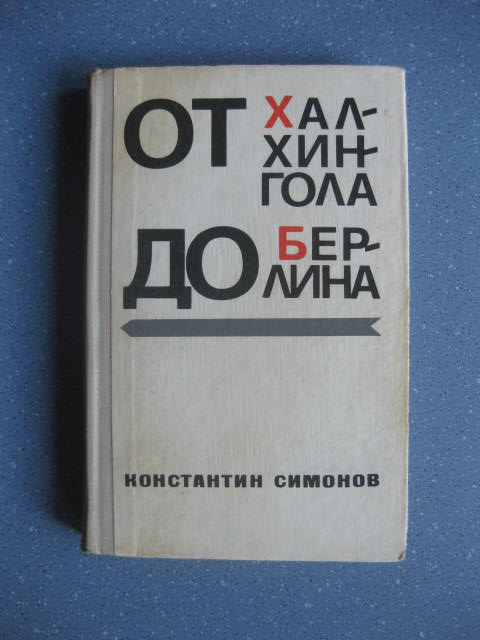 ОТ ХАЛ-
ХИН-
ГОЛА
ДО БЕР-
ЛИНА
КОНСТАНТИН СИМОНОВ